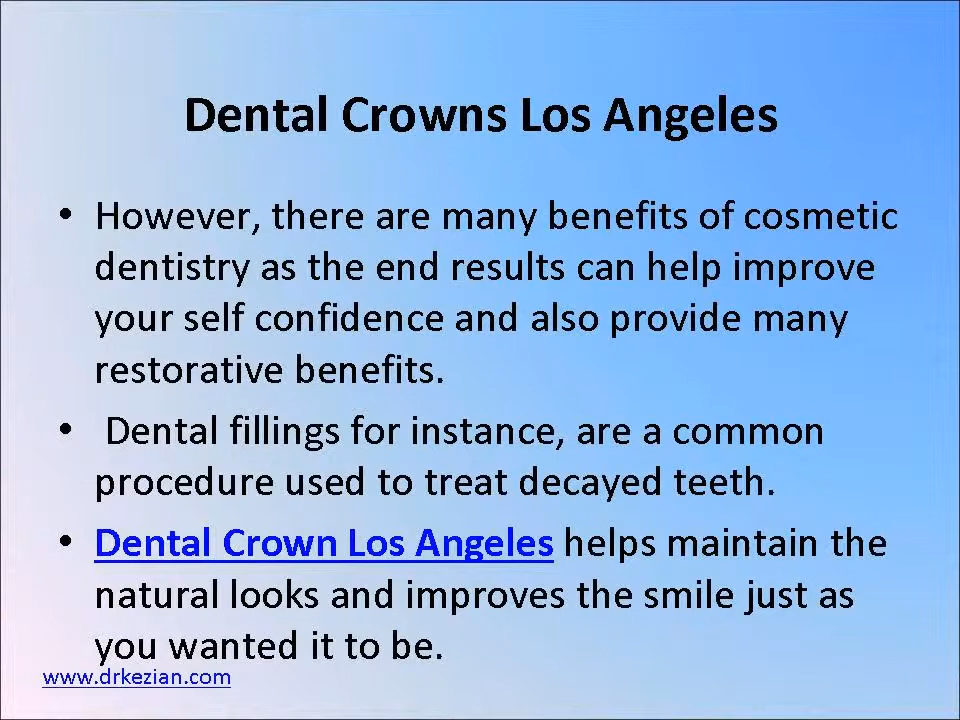 Dental Crowns Los Angeles
• However, there are many benefits of cosmetic
dentistry as the end results can help improve
your self confidence and also provide many
restorative benefits.
• Dental fillings for instance, are a common
procedure used to treat decayed teeth.
• Dental Crown Los Angeles helps maintain the
natural looks and improves the smile just as
you wanted it to be.
www.drkezian.com